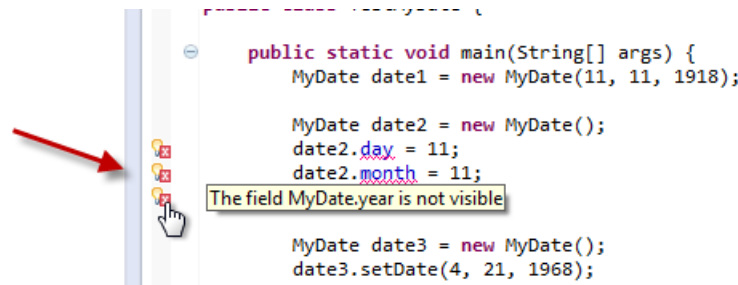 public static void main(String[] args) {
MyDate date1 = new MyDate(11, 11, 1918);
MyDate date2 = new MyDate();
date2.day = 11;
date2.month = 11;
The field MyDate.year is not visible
MyDate date3 = new MyDate();
date3.setDate(4, 21, 1968);